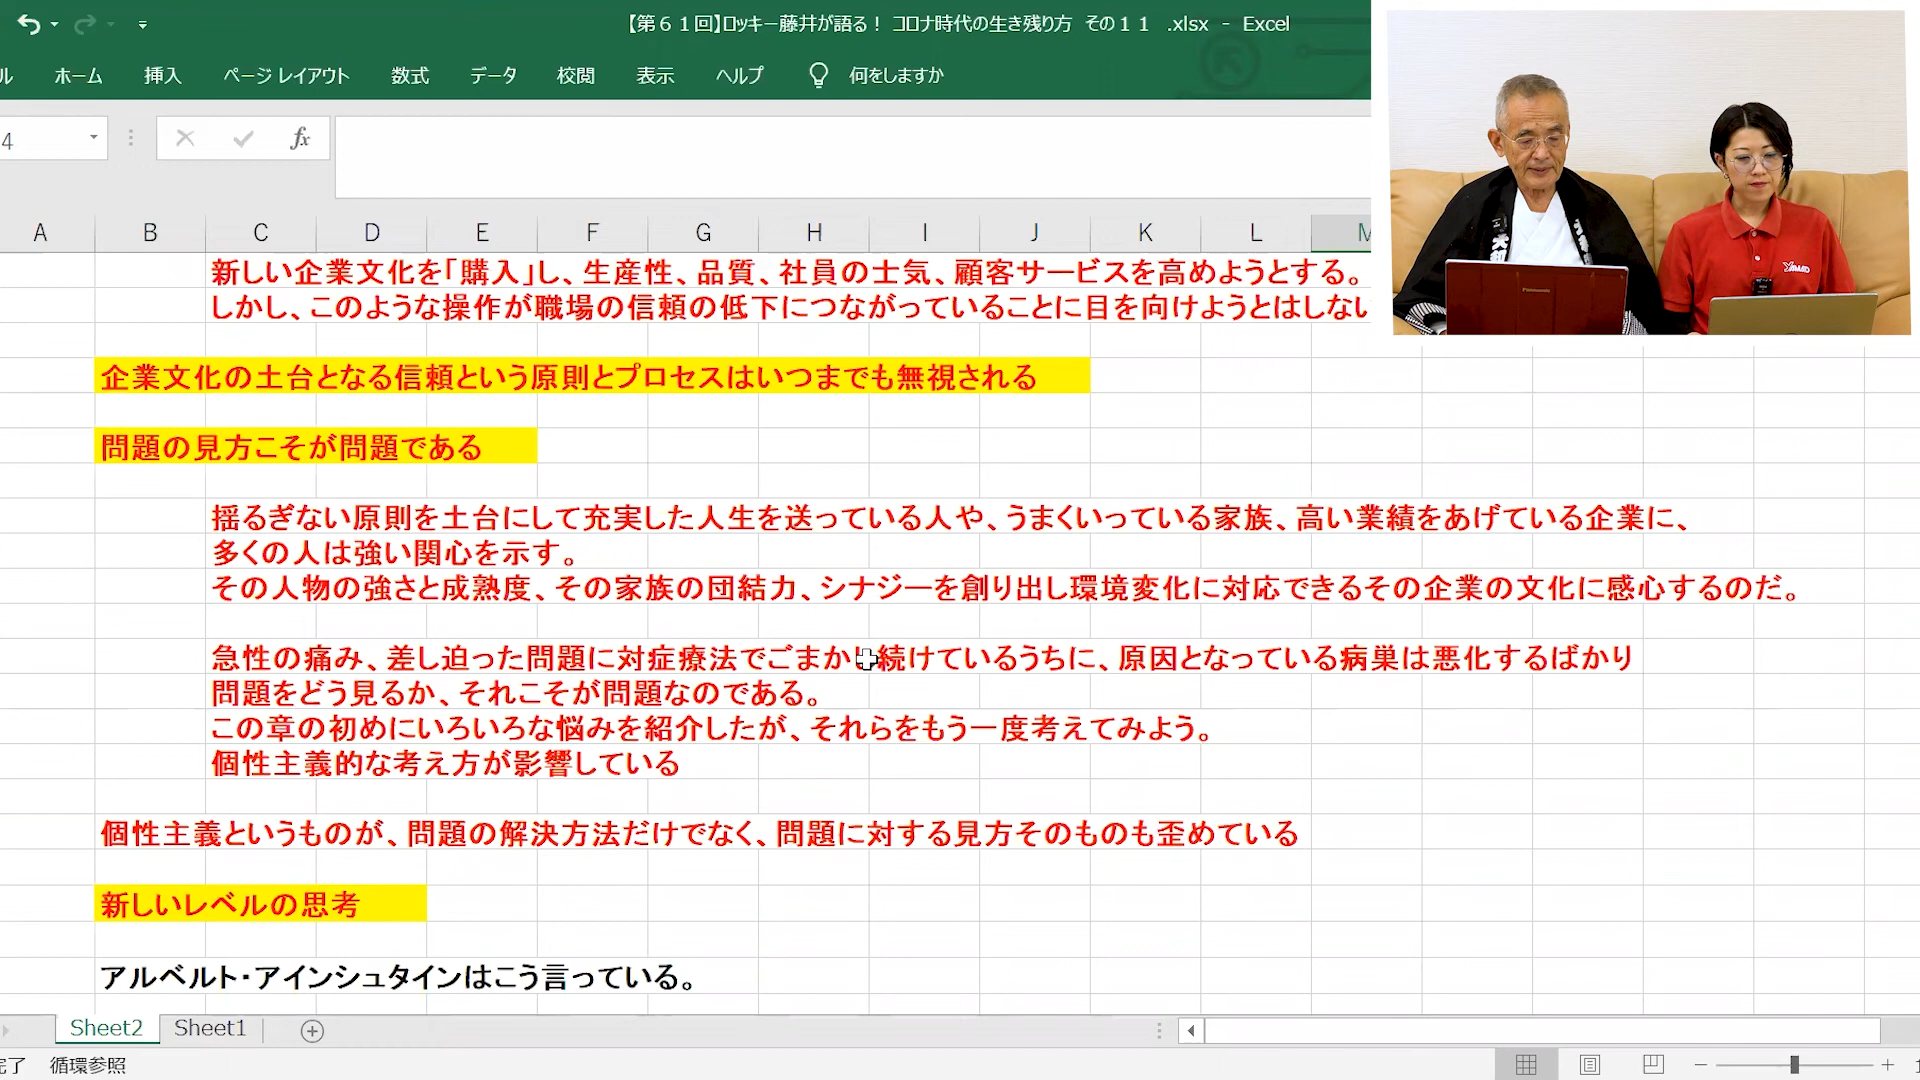 【第６１回】ロッキー藤井が語る！ コロナ時代の生き残り方 その１１ .xlsx - Excel
ル ホーム 挿入 ページ レイアウト 数式 データ 校閲 表示 ヘルプ 何をしますか
4 fx
A B C D E F G H I J K L M
新しい企業文化を「購入」し、生産性、品質、社員の士気、顧客サービスを高めようとする。
しかし、このような操作が職場の信頼の低下につながっていることに目を向けようとはしない
企業文化の土台となる信頼という原則とプロセスはいつまでも無視される
問題の見方こそが問題である
揺るぎない原則を土台にして充実した人生を送っている人や、うまくいっている家族、高い業績をあげている企業に、
多くの人は強い関心を示す。
その人物の強さと成熟度、その家族の団結力、シナジーを創り出し環境変化に対応できるその企業の文化に感心するのだ。
急性の痛み、差し迫った問題に対症療法でごまか 続けているうちに、原因となっている病巣は悪化するばかり
問題をどう見るか、それこそが問題なのである。
この章の初めにいろいろな悩みを紹介したが、それらをもう一度考えてみよう。
個性主義的な考え方が影響している
個性主義というものが、問題の解決方法だけでなく、問題に対する見方そのものも歪めている
新しいレベルの思考
アルベルト・アインシュタインはこう言っている。
Sheet2 Sheet1
完了 循環参照
Panasonic